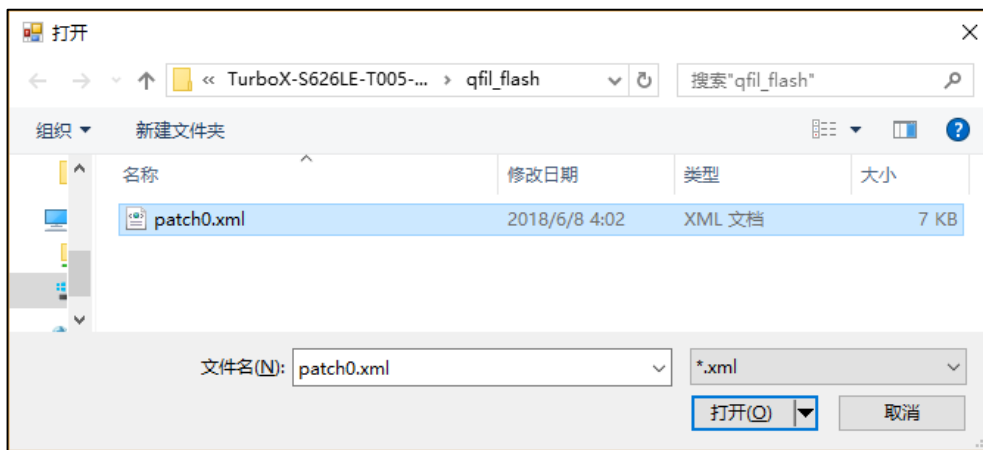 打开
« TurboX-S626LE-T005-... › qfil_flash
搜索"qfil_flash"
组织 新建文件夹
名称 修改日期 类型 大小
patch0.xml 2018/6/8 4:02 XML 文档 7 KB
文件名(N): patch0.xml *.xml
打开(O) 取消